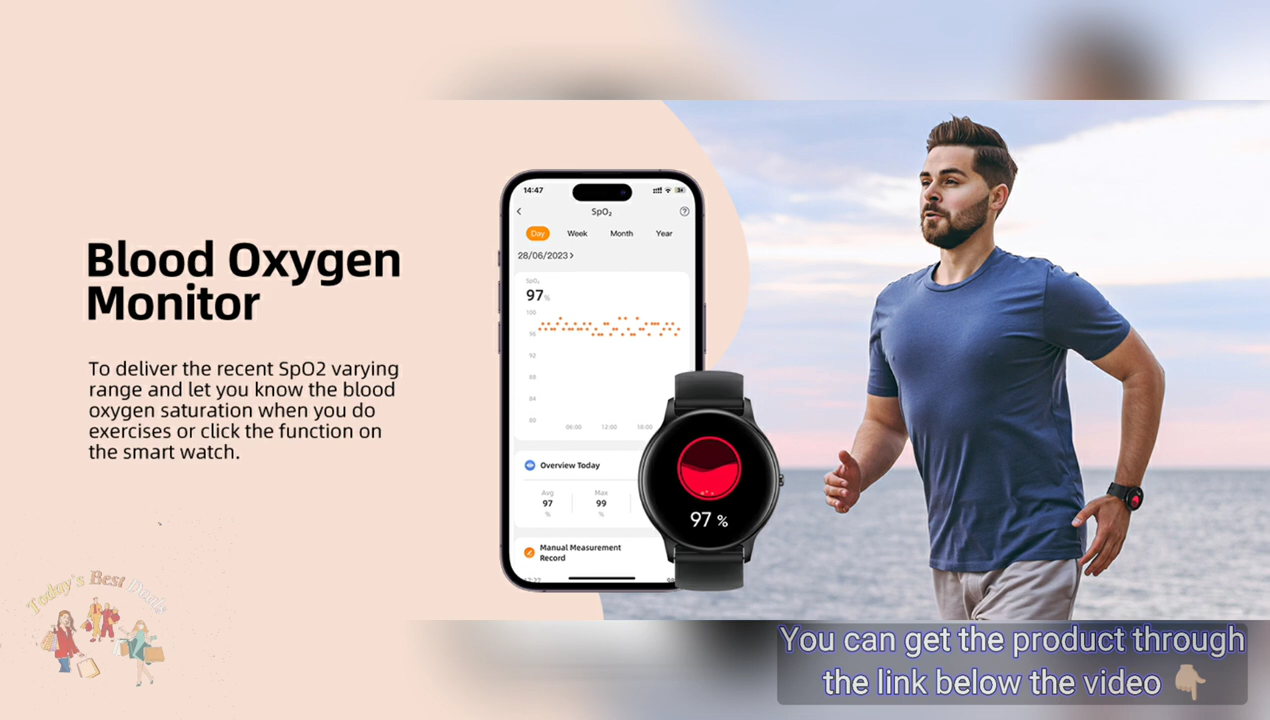 Blood Oxygen
Monitor
To deliver the recent SpO2 varying
range and let you know the blood
oxygen saturation when you do
exercises or click the function on
the smart watch.
Today's Best Deals
14:47
SpO₂
Day Week Month Year
28/06/2023 >
SpO₂
97%
100
96
92
88
84
80
06:00 12:00 18:00
Overview Today
Avg Max
97 99
% %
Manual Measurement
Record
97 %
You can get the product through
the link below the video 👇🏼